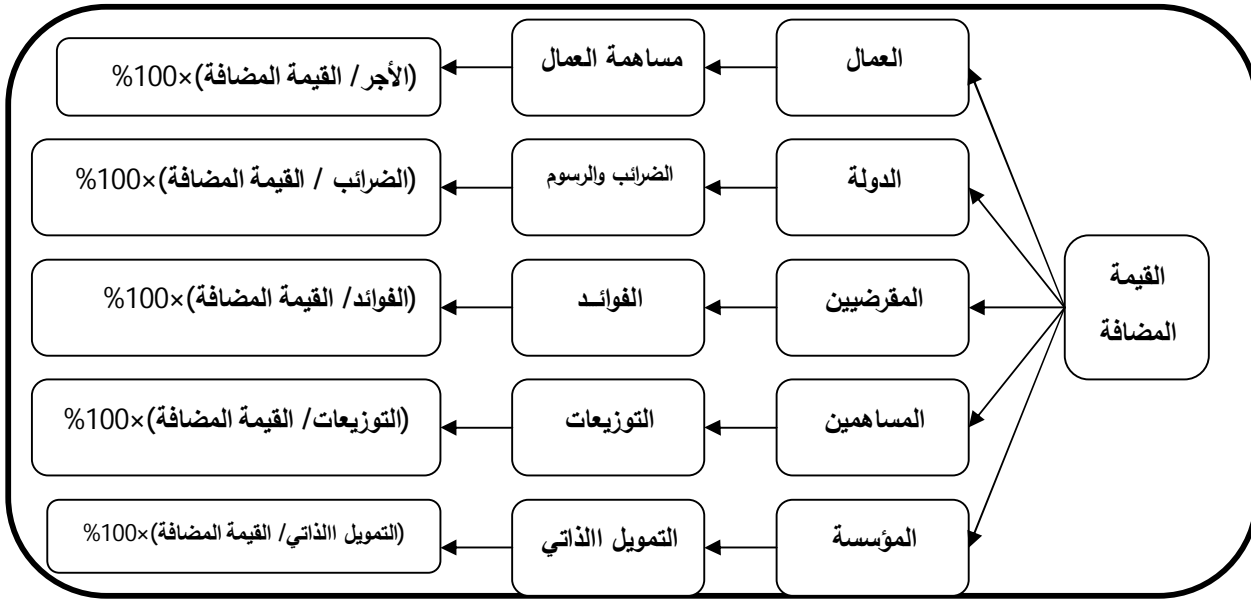 العمال
مساهمة العمال
(الأجر/ القيمة المضافة)×100%
الدولة
الضرائب والرسوم
(الضرائب / القيمة المضافة)×100%
القيمة
المضافة
المقرضيين
الفوائـد
(الفوائد/ القيمة المضافة)×100%
المساهمين
التوزيعات
(التوزيعات/ القيمة المضافة)×100%
المؤسسة
التمويل االذاتي
(التمويل االذاتي/ القيمة المضافة)×100%